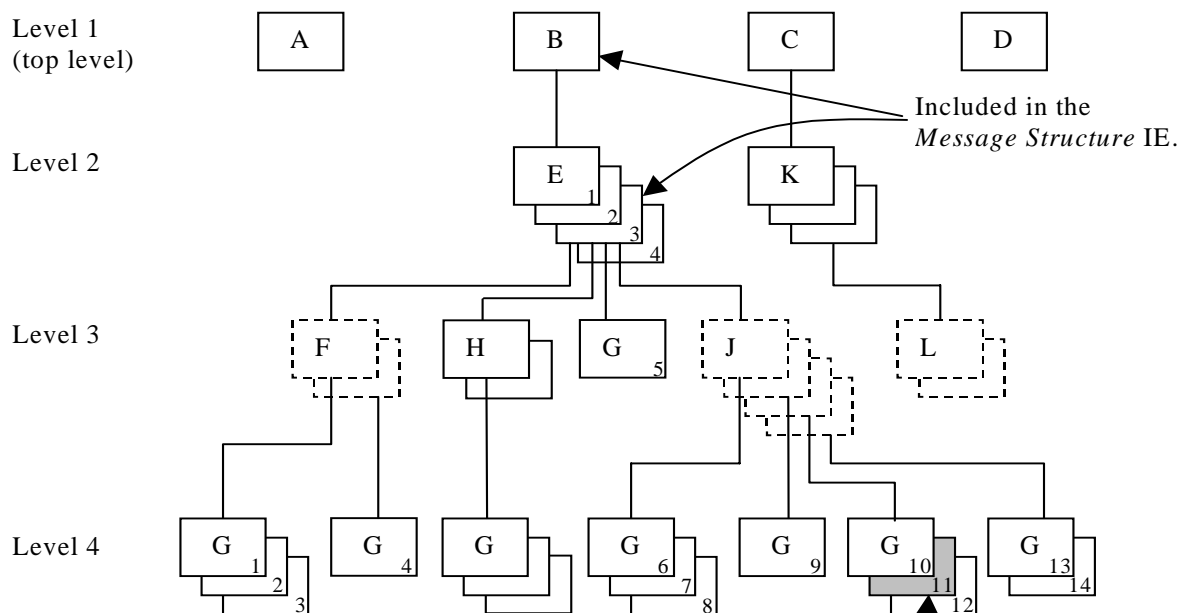 Level 1
(top level)
A
B
C
D
Included in the
Message Structure IE.
Level 2
E
1
2
3
4
K
Level 3
F
H
G
5
J
L
Level 4
G
1
2
3
G
4
G
G
6
7
8
G
9
G
10
11
12
G
13
14